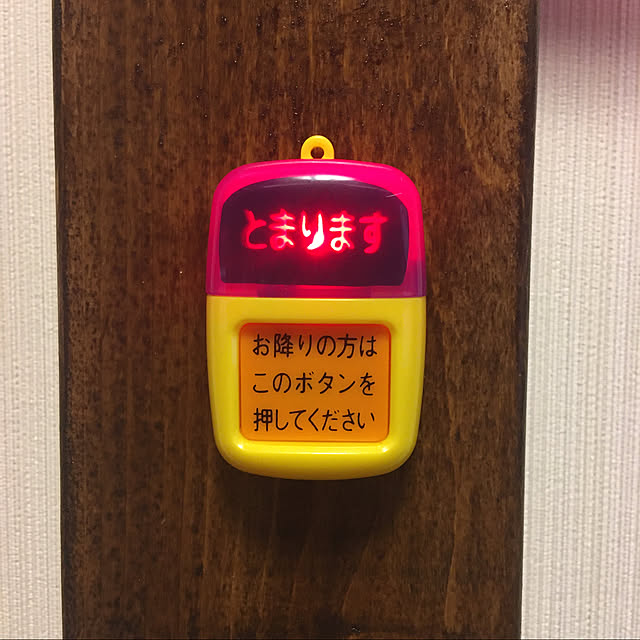 とまります
お降りの方は
このボタンを
押してください